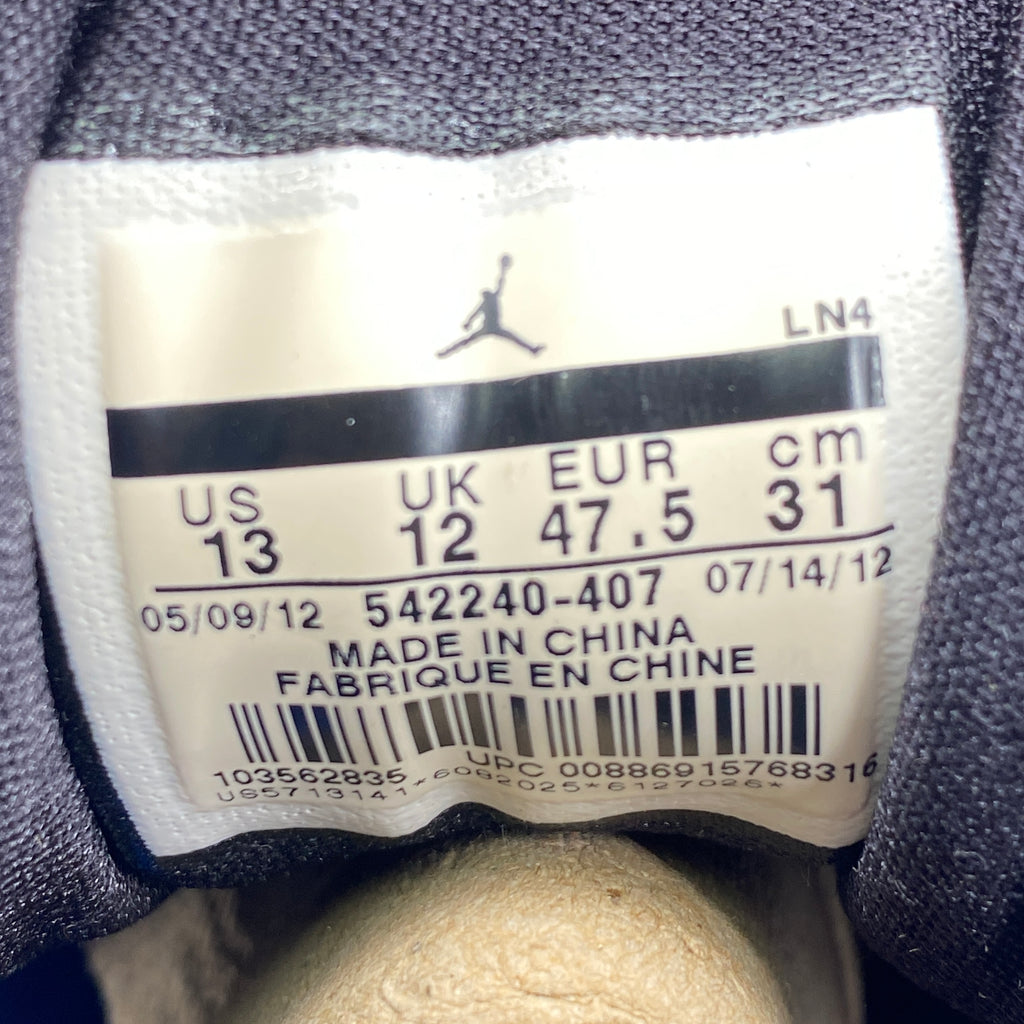 LN4
US UK EUR cm
13 12 47.5 31
05/09/12 542240-407 07/14/12
MADE IN CHINA
FABRIQUE EN CHINE
103562835 UPC 00886915768316
US5713141*6082025*6127026*